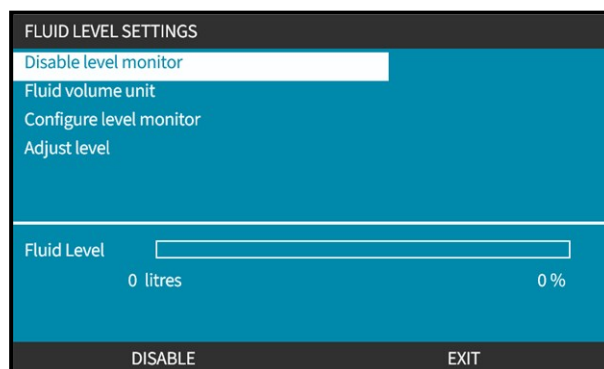 FLUID LEVEL SETTINGS
Disable level monitor
Fluid volume unit
Configure level monitor
Adjust level
Fluid Level
0 litres 0 %
DISABLE EXIT